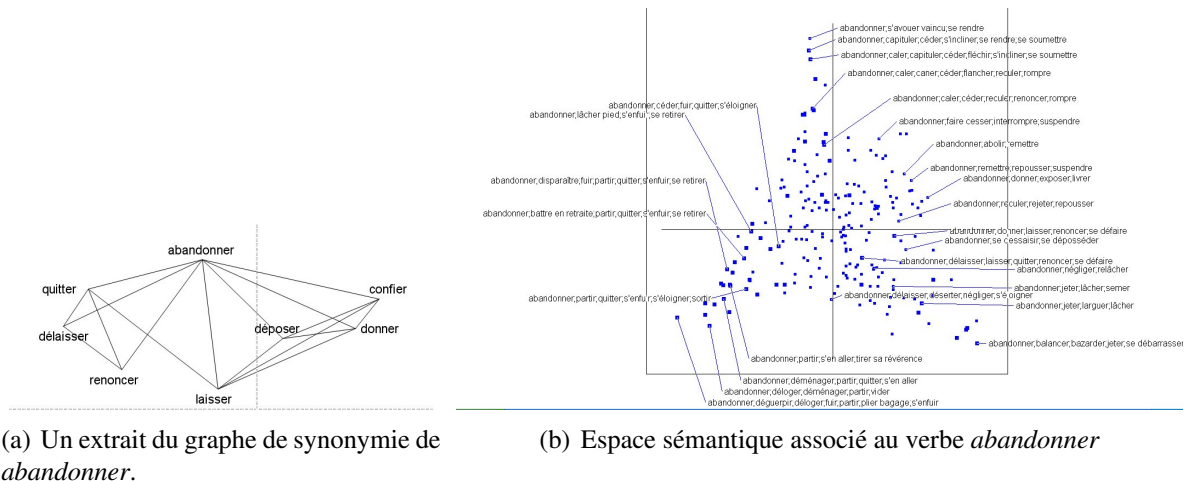 abandonner
quitter
confier
délaisser
déposer
donner
renoncer
laisser
abandonner;s'avouer vaincu;se rendre
abandonner,capituler,céder,s'incliner,se rendre,se soumettre
abandonner,caler,capituler,céder,fléchir,s'incliner,se soumettre
abandonner,caler,caner,céder,flancher,reculer,rompre
abandonner,caler,céder,reculer,renoncer,rompre
abandonner,céder,fuir,quitter,s'éloigner
abandonner,lâcher pied,s'enfuir,se retirer
abandonner,faire cesser,interrompre,suspendre
abandonner,abolir,remettre
abandonner,remettre,repousser,suspendre
abandonner,donner,exposer,livrer
abandonner,disparaître,fuir,partir,quitter,s'enfuir,se retirer
abandonner,reculer,rejeter,repousser
abandonner,battre en retraite,partir,quitter,s'enfuir,se retirer
abandonner,donner,laisser,renoncer,se défaire
abandonner,se dessaisir,se déposséder
abandonner,délaisser,laisser,quitter,renoncer,se défaire
abandonner,négliger,relâcher
abandonner,jeter,lâcher,semer
abandonner,partir,quitter,s'enfuir,s'éloigner,sortir
abandonner,délaisser,déserter,négliger,s'éloigner
abandonner,jeter,larguer,lâcher
abandonner,balancer,bazarder,jeter,se débarrasser
abandonner,partir,s'en aller,tirer sa révérence
abandonner,déménager,partir,quitter,s'en aller
abandonner,déloger,déménager,partir,vider
abandonner,déguerpir,déloger,fuir,partir,plier bagage,s'enfuir
(a) Un extrait du graphe de synonymie de
abandonner.
(b) Espace sémantique associé au verbe abandonner